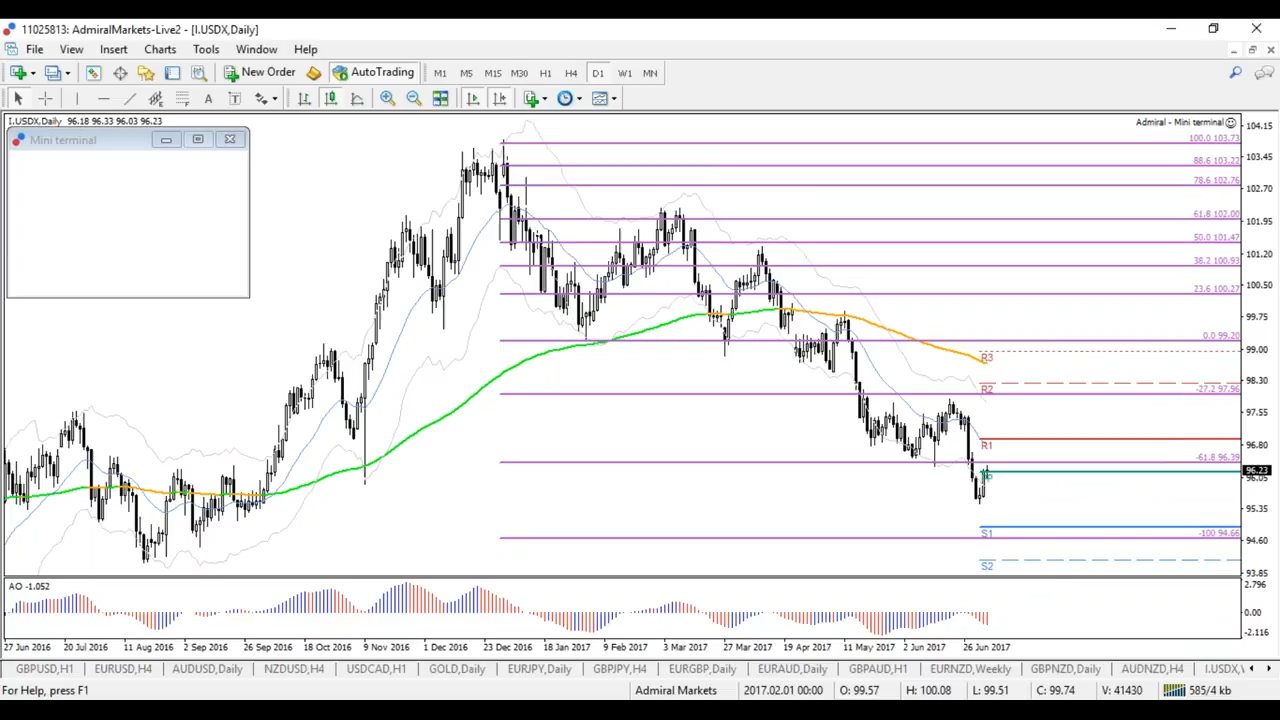 11025813: AdmiralMarkets-Live2 - [I.USDX,Daily]
File View Insert Charts Tools Window Help
New Order AutoTrading M1 M5 M15 M30 H1 H4 D1 W1 MN
A T
I.USDX,Daily 96.18 96.33 96.03 96.23
Admiral - Mini terminal
Mini terminal
104.15
100.0 103.73
103.45
88.6 103.22
78.6 102.76
102.70
61.8 102.00
101.95
50.0 101.47
101.20
38.2 100.93
100.50
23.6 100.27
99.75
0.0 99.20
99.00
R3
98.30
R2
-27.2 97.96
97.55
96.80
R1
-61.8 96.39
96.23
96.05
95.35
S1
-100 94.66
94.60
S2
93.85
AO -1.052
2.796
0.00
-2.116
27 Jun 2016 20 Jul 2016 11 Aug 2016 2 Sep 2016 26 Sep 2016 18 Oct 2016 9 Nov 2016 1 Dec 2016 23 Dec 2016 18 Jan 2017 9 Feb 2017 3 Mar 2017 27 Mar 2017 19 Apr 2017 11 May 2017 2 Jun 2017 26 Jun 2017
GBPUSD,H1 EURUSD,H4 AUDUSD,Daily NZDUSD,H4 USDCAD,H1 GOLD,Daily EURJPY,Daily GBPJPY,H4 EURGBP,Daily EURAUD,Daily GBPAUD,H1 EURNZD,Weekly GBPNZD,Daily AUDNZD,H4 I.USDX,
For Help, press F1 Admiral Markets 2017.02.01 00:00 O: 99.57 H: 100.08 L: 99.51 C: 99.74 V: 41430 585/4 kb